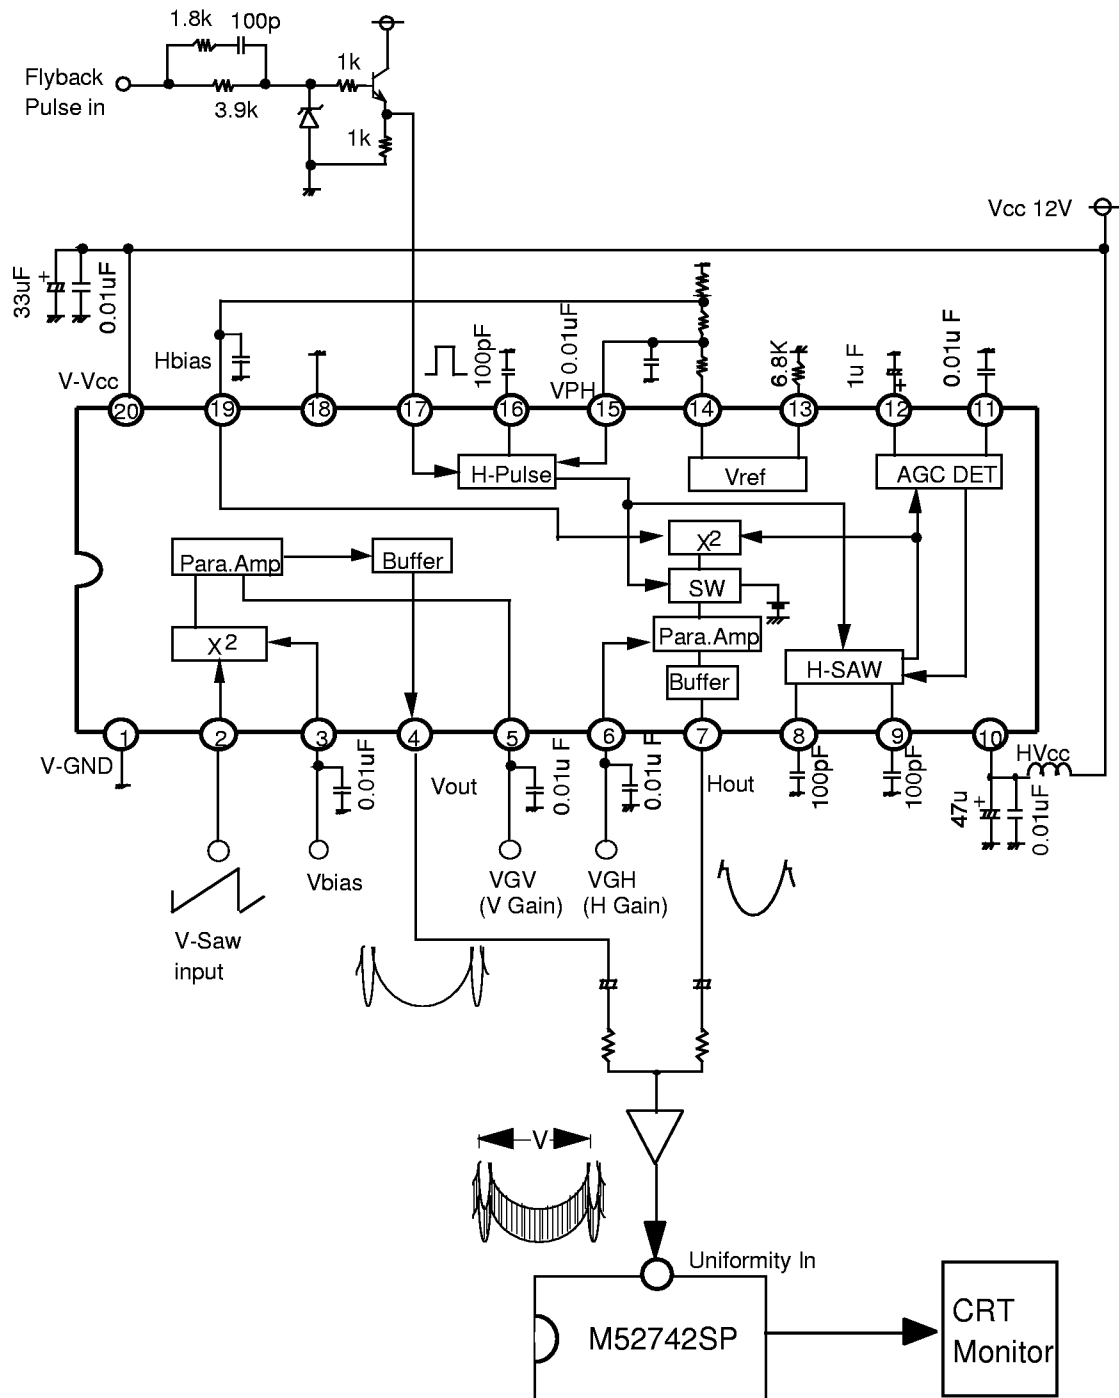 1.8k 100p
Flyback
Pulse in
3.9k
1k
1k
Vcc 12V
33uF
+
0.01uF
V-Vcc
Hbias
100pF
0.01uF
VPH
6.8K
1u F
+
0.01u F
20 19 18 17 16 15 14 13 12 11
H-Pulse
Vref
AGC DET
Para.Amp
Buffer
X2
SW
X2
Para.Amp
Buffer
H-SAW
1 2 3 4 5 6 7 8 9 10
V-GND
0.01uF
Vout
0.01u F
0.01u F
Hout
100pF
100pF
HVcc
47u
+
0.01uF
Vbias
VGV
(V Gain)
VGH
(H Gain)
V-Saw
input
V
Uniformity In
M52742SP
CRT
Monitor